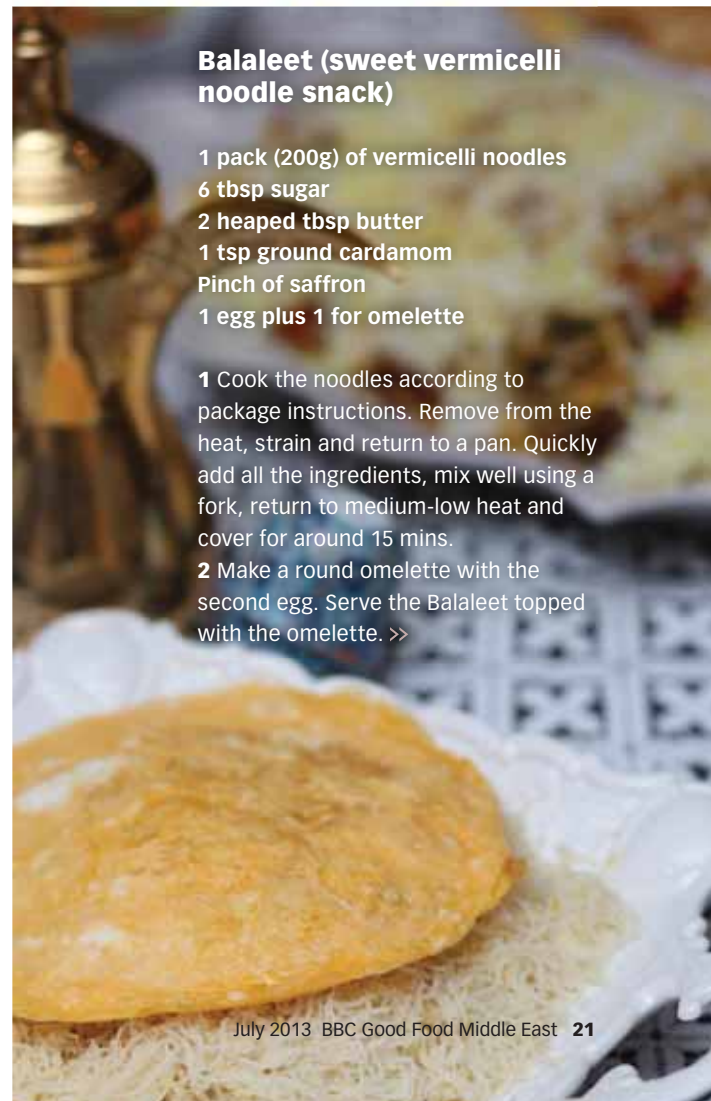 Balaleet (sweet vermicelli
noodle snack)
1 pack (200g) of vermicelli noodles
6 tbsp sugar
2 heaped tbsp butter
1 tsp ground cardamom
Pinch of saffron
1 egg plus 1 for omelette
1 Cook the noodles according to
package instructions. Remove from the
heat, strain and return to a pan. Quickly
add all the ingredients, mix well using a
fork, return to medium-low heat and
cover for around 15 mins.
2 Make a round omelette with the
second egg. Serve the Balaleet topped
with the omelette. >>
July 2013 BBC Good Food Middle East 21